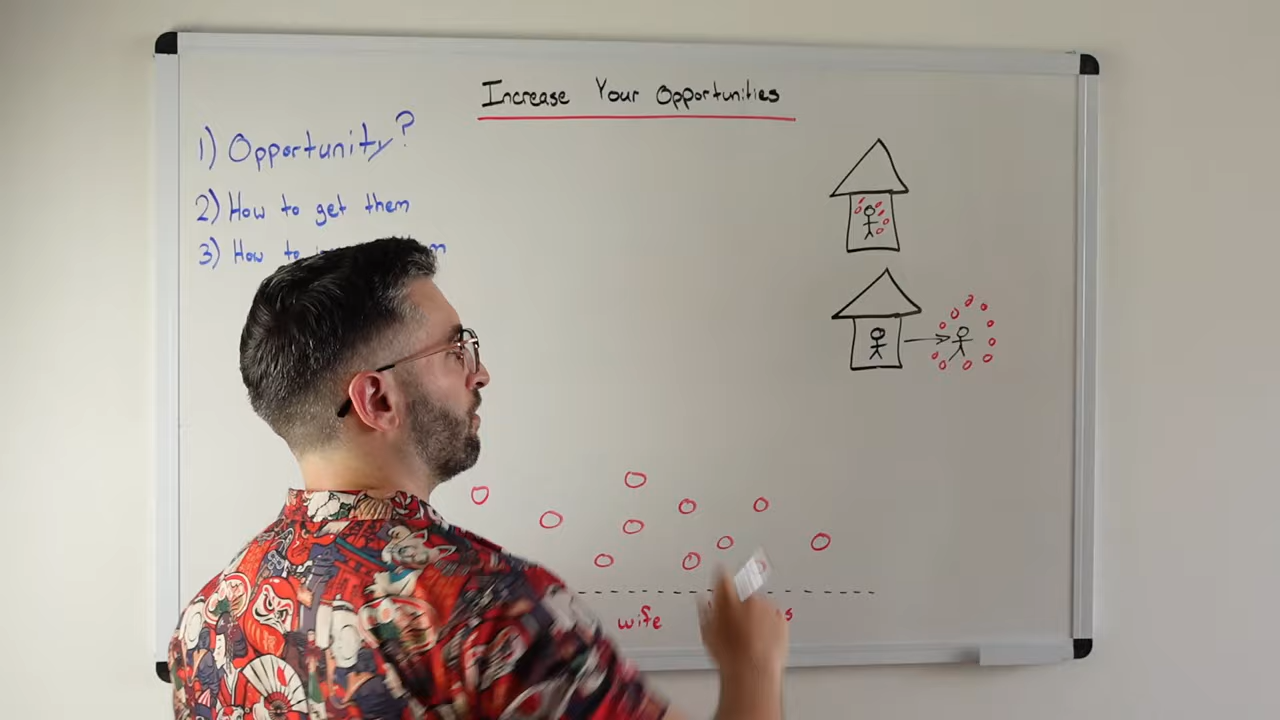 Increase Your Opportunities
1) Opportunity?
2) How to get them
3) How to
wife